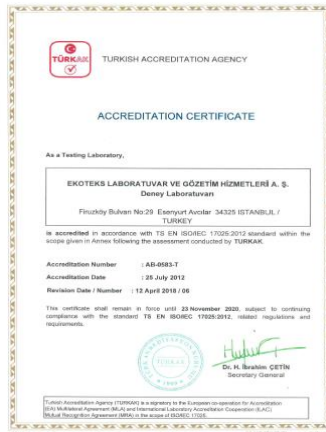 TÜRKAK
TURKISH ACCREDITATION AGENCY
ACCREDITATION CERTIFICATE
As a Testing Laboratory,
EKOTEKS LABORATUVAR VE GÖZETİM HİZMETLERİ A. Ş.
Deney Laboratuvarı
Firuzköy Bulvarı No:29 Esenyurt Avcılar 34325 ISTANBUL /
TURKEY
is accredited in accordance with TS EN ISO/IEC 17025:2012 standard within the
scope given in Annex following the assessment conducted by TURKAK.
Accreditation Number : AB-0583-T
Accreditation Date : 25 July 2012
Revision Date / Number : 12 April 2018 / 06
This certificate shall remain in force until 23 November 2020, subject to continuing
compliance with the standard TS EN ISO/IEC 17025:2012, related regulations and
requirements.
TÜRKAK
Dr. H. İbrahim ÇETİN
Secretary General
Turkish Accreditation Agency (TURKAK) is a signatory to the European co-operation for Accreditation
(EA) Multilateral Agreement (MLA) and International Laboratory Accreditation Cooperation (ILAC)
Mutual Recognition Agreement (MRA) in the scope of ISO/IEC 17025.